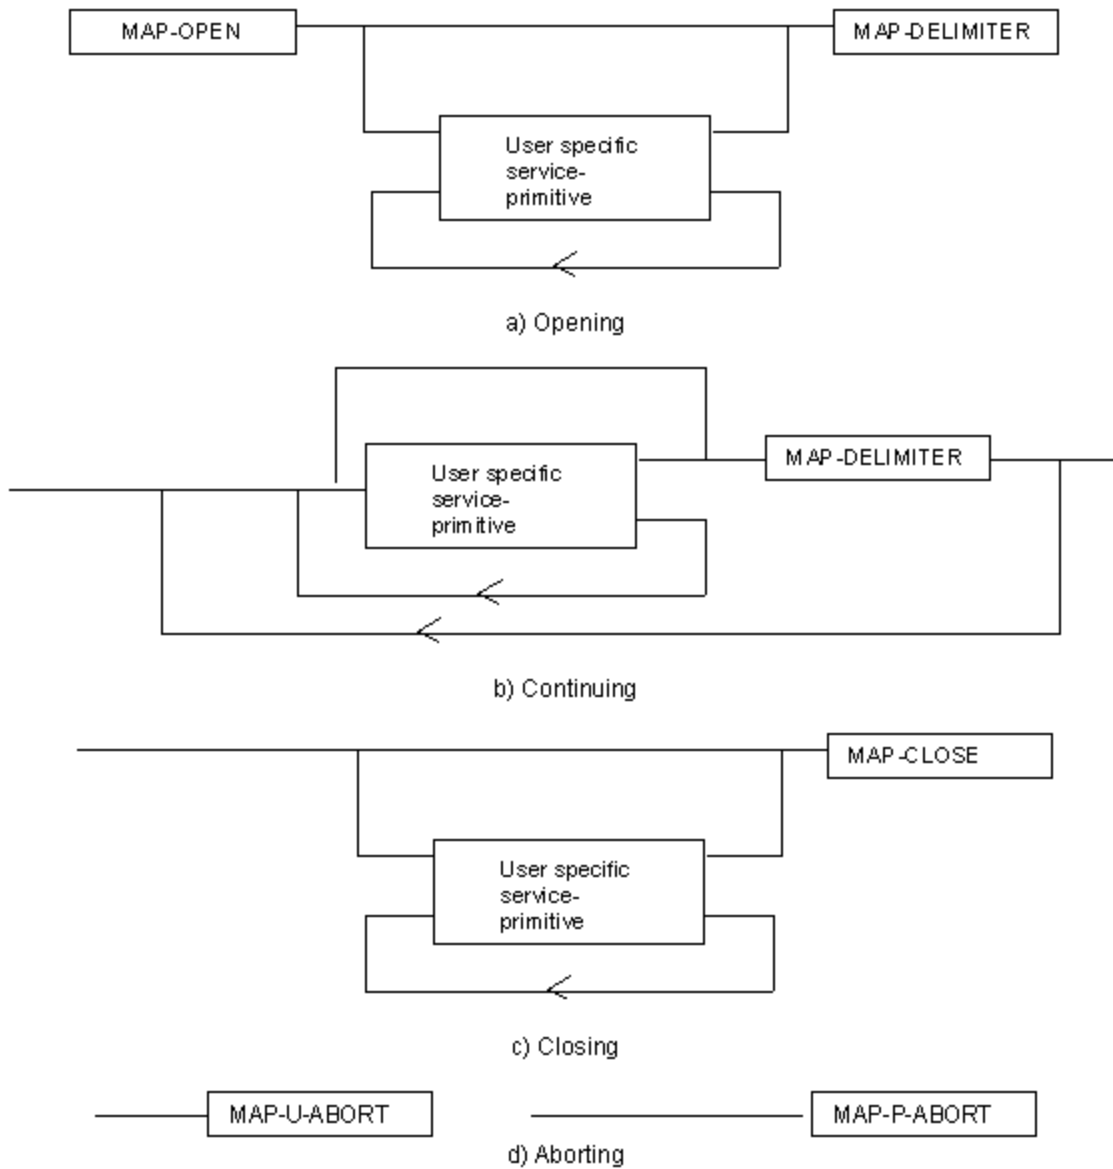 MAP-OPEN
MAP-DELIMITER
User specific
service-
primitive
a) Opening
User specific
service-
primitive
MAP-DELIMITER
b) Continuing
MAP-CLOSE
User specific
service-
primitive
c) Closing
MAP-U-ABORT
MAP-P-ABORT
d) Aborting